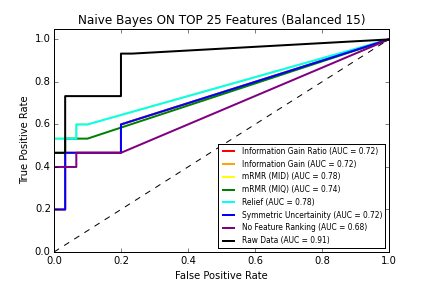 Naive Bayes ON TOP 25 Features (Balanced 15)
1.0
0.8
0.6
0.4
0.2
0.0
True Positive Rate
Information Gain Ratio (AUC = 0.72)
Information Gain (AUC = 0.72)
mRMR (MID) (AUC = 0.78)
mRMR (MIQ) (AUC = 0.74)
Relief (AUC = 0.78)
Symmetric Uncertainity (AUC = 0.72)
No Feature Ranking (AUC = 0.68)
Raw Data (AUC = 0.91)
0.0 0.2 0.4 0.6 0.8 1.0
False Positive Rate